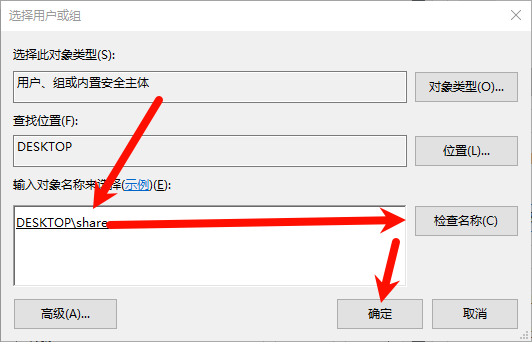 选择用户或组
选择此对象类型(S):
用户、组或内置安全主体
对象类型(O)...
查找位置(F):
DESKTOP
位置(L)...
输入对象名称来选择(示例)(E):
DESKTOP\share
检查名称(C)
高级(A)...
确定
取消